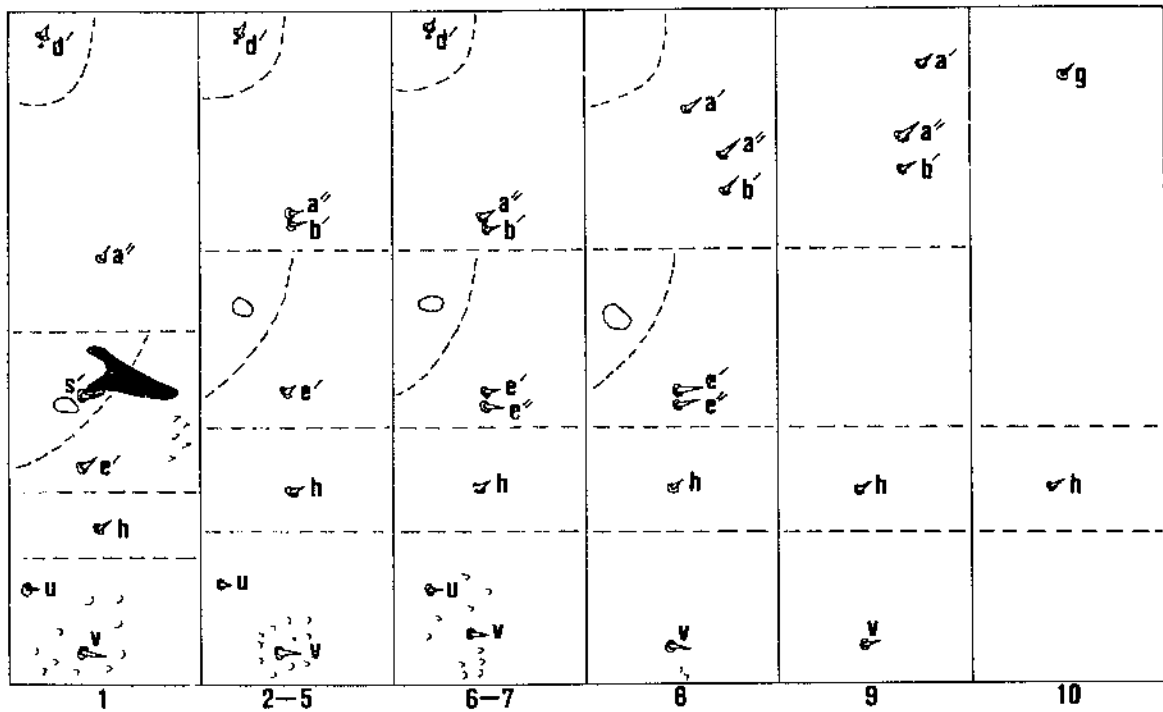 d′ d′ d′ a′ g
a′ a″
a″ b′
b′
a″ a″
b′ b′
a″
s′ e′ e′ e′
e″ e″
e′
h h h h
h
u u u
v v v v v
1 2—5 6—7 8 9 10